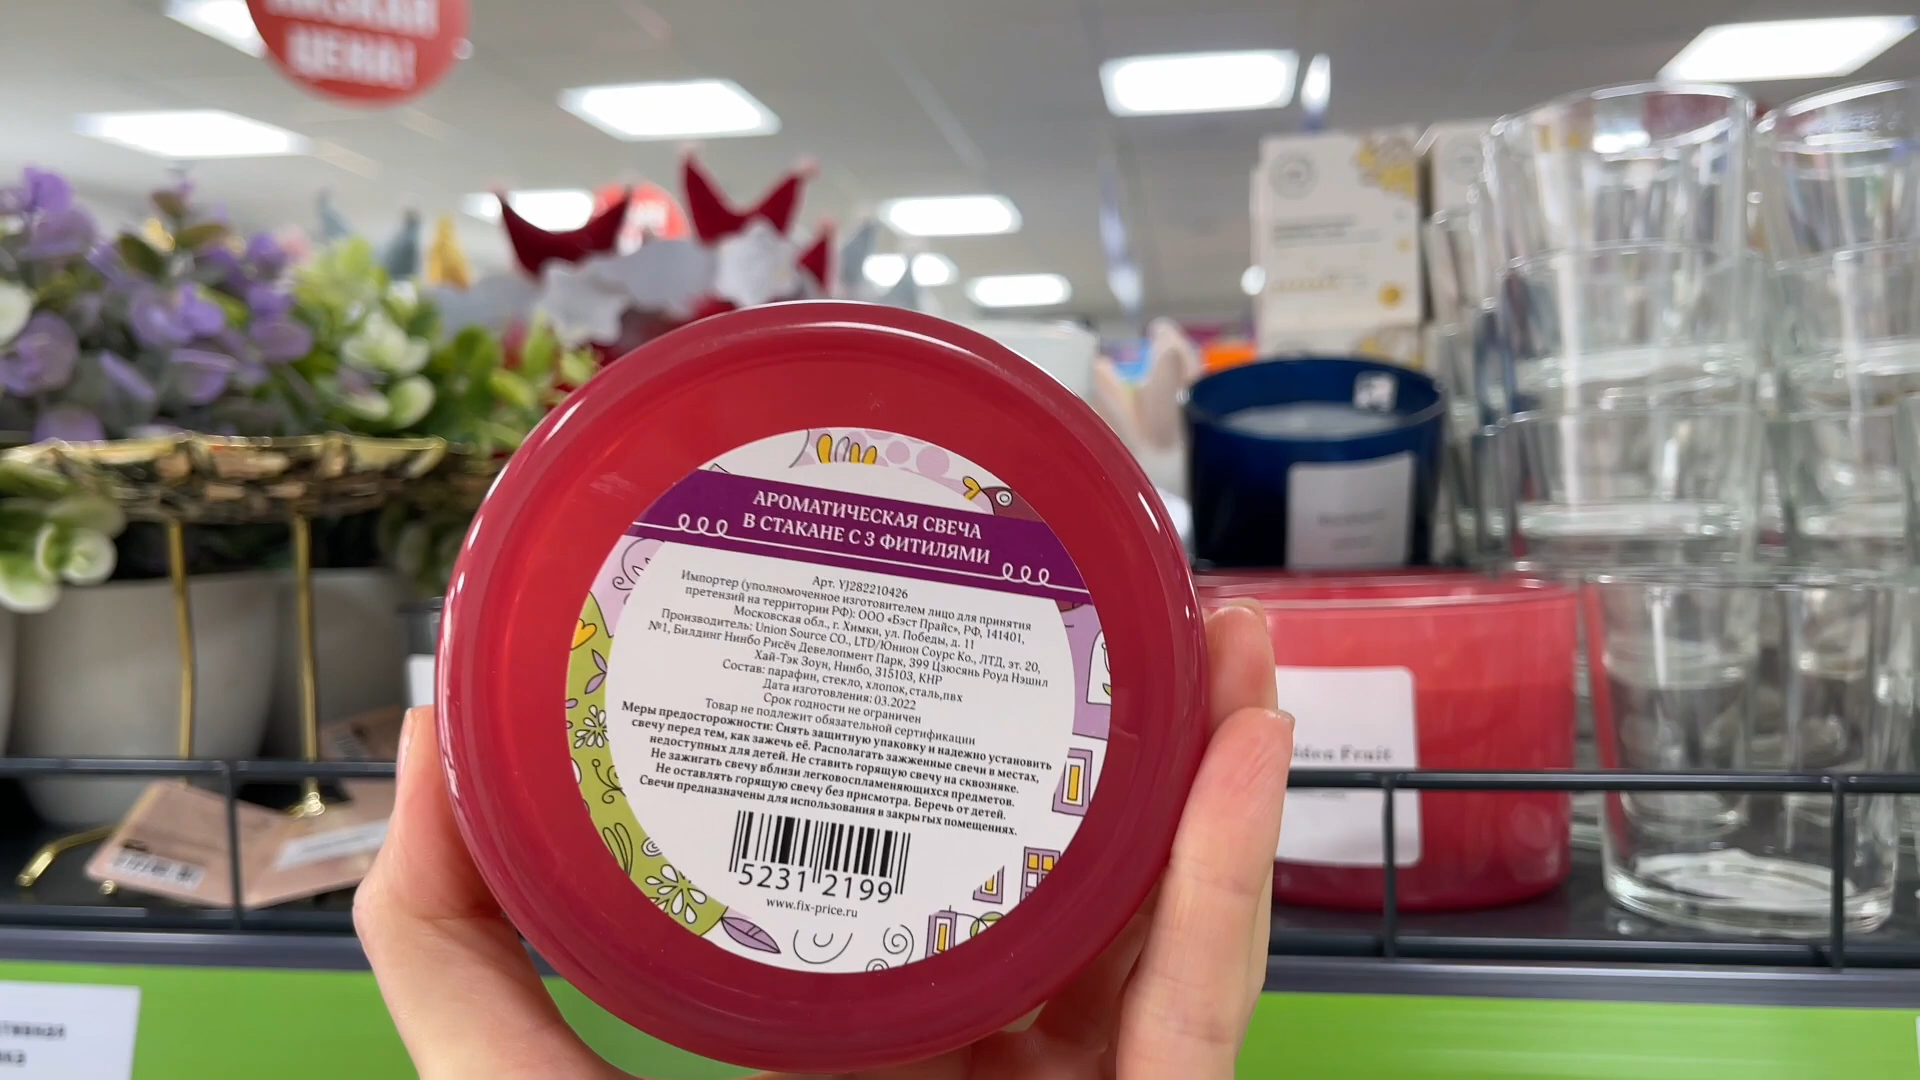 ЦЕНА!
АРОМАТИЧЕСКАЯ СВЕЧА
В СТАКАНЕ С 3 ФИТИЛЯМИ
Арт. YJ282210426
Импортер (уполномоченное изготовителем лицо для принятия
претензий на территории РФ): ООО «Бэст Прайс», РФ, 141401,
Московская обл., г. Химки, ул. Победы, д. 11
Производитель: Union Source CO., LTD/Юнион Соурс Ко., ЛТД, эт. 20,
№1, Билдинг Нинбо Рисёч Девелопмент Парк, 399 Цзюсянь Роуд Нэшнл
Хай-Тэк Зоун, Нинбо, 315103, КНР
Состав: парафин, стекло, хлопок,сталь,пвх
Дата изготовления: 03.2022
Срок годности не ограничен
Товар не подлежит обязательной сертификации
Меры предосторожности: Снять защитную упаковку и надежно установить
свечу перед тем, как зажечь её. Располагать зажженные свечи в местах,
недоступных для детей. Не ставить горящую свечу на сквозняке.
Не зажигать свечу вблизи легковоспламеняющихся предметов.
Не оставлять горящую свечу без присмотра. Беречь от детей.
Свечи предназначены для использования в закрытых помещениях.
5231 2199
www.fix-price.ru
Fruit